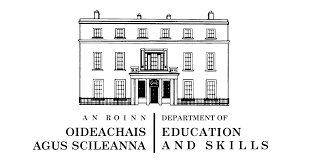 AN ROINN
OIDEACHAIS
AGUS SCILEANNA
DEPARTMENT OF
EDUCATION
AND SKILLS